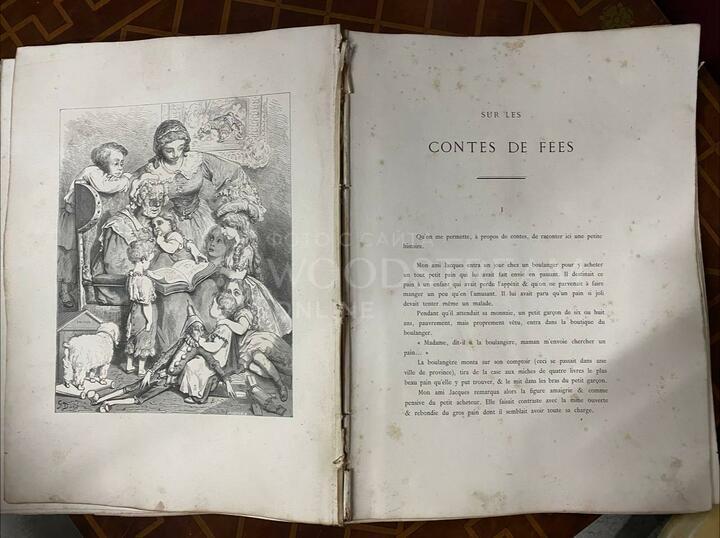 SUR LES
CONTES DE FÉES
I
Qu'on me permette, à propos de contes, de raconter ici une petite
histoire.
Mon ami Jacques entra un jour chez un boulanger pour y acheter
un tout petit pain qui lui avait fait envie en passant. Il destinait ce
pain à un enfant qui avait perdu l'appétit & qu'on ne parvenait à faire
manger un peu qu'en l'amusant. Il lui avait paru qu'un pain si joli
devait tenter même un malade.
Pendant qu'il attendait sa monnaie, un petit garçon de six ou huit
ans, pauvrement, mais proprement vêtu, entra dans la boutique du
boulanger.
« Madame, dit-il à la boulangère, maman m'envoie chercher un
pain... »
La boulangère monta sur son comptoir (ceci se passait dans une
ville de province), tira de la case aux miches de quatre livres le plus
beau pain qu'elle y put trouver, & le mit dans les bras du petit garçon.
Mon ami Jacques remarqua alors la figure amaigrie & comme
pensive du petit acheteur. Elle faisait contraste avec la mine ouverte
& rebondie du gros pain dont il semblait avoir toute sa charge.
ФОТО С САЙТА
WOOD
ONLINE